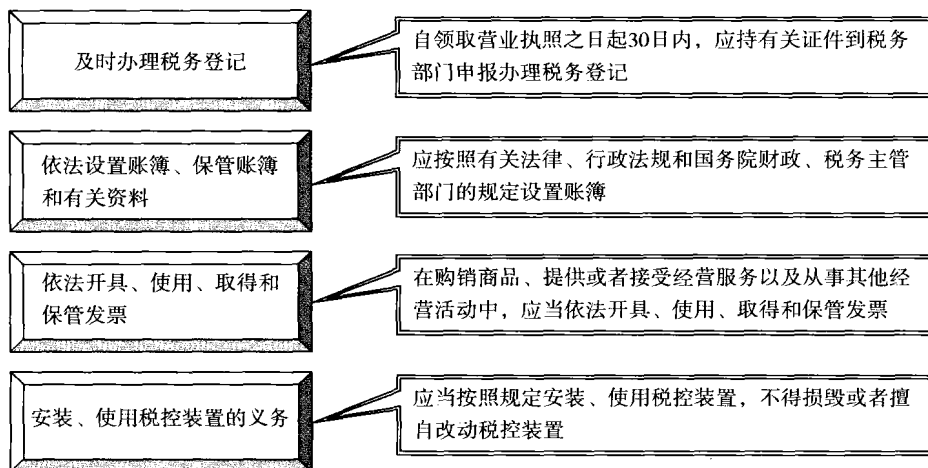 及时办理税务登记
自领取营业执照之日起30日内，应持有关证件到税务
部门申报办理税务登记
依法设置账簿、保管账簿
和有关资料
应按照有关法律、行政法规和国务院财政、税务主管
部门的规定设置账簿
依法开具、使用、取得和
保管发票
在购销商品、提供或者接受经营服务以及从事其他经
营活动中，应当依法开具、使用、取得和保管发票
安装、使用税控装置的义务
应当按照规定安装、使用税控装置，不得损毁或者擅
自改动税控装置